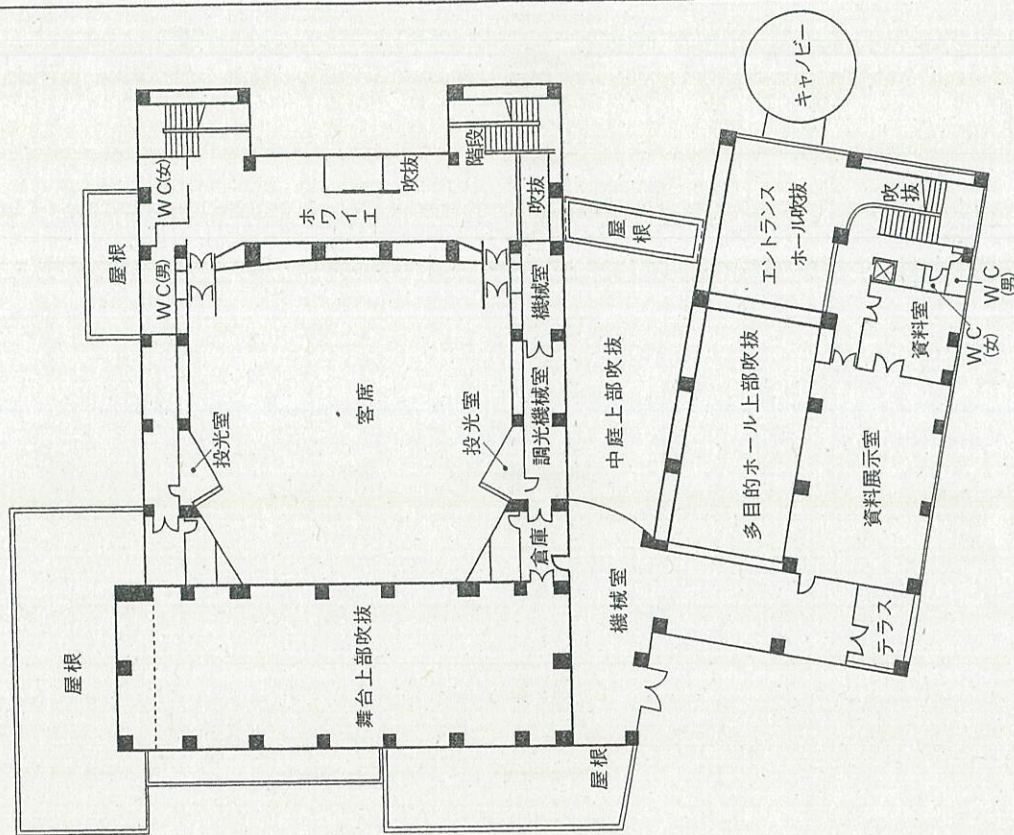 屋根
WC(女)
WC(男)
投光室
屋根
舞台上部吹抜
客席
ホワイエ
吹抜
階段
吹抜
投光室
機械室
調光機械室
倉庫
屋根
機械室
中庭上部吹抜
屋根
キャノピー
エントランス
ホール吹抜
吹抜
多目的ホール上部吹抜
資料室
資料展示室
テラス
WC
(女)
WC
(男)